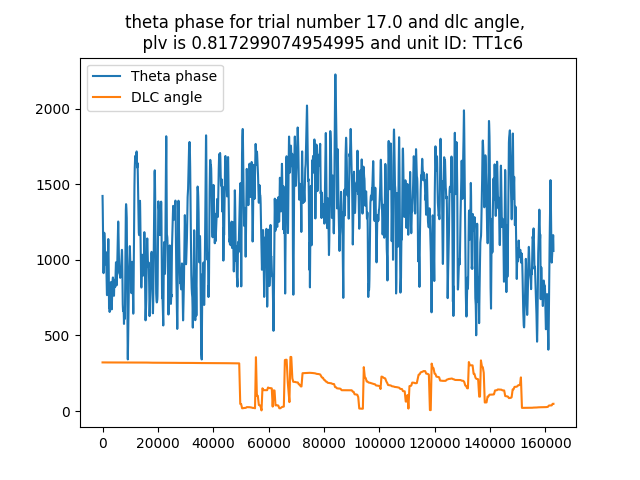 theta phase for trial number 17.0 and dlc angle,
plv is 0.817299074954995 and unit ID: TT1c6
Theta phase
DLC angle
2000
1500
1000
500
0
0 20000 40000 60000 80000 100000 120000 140000 160000